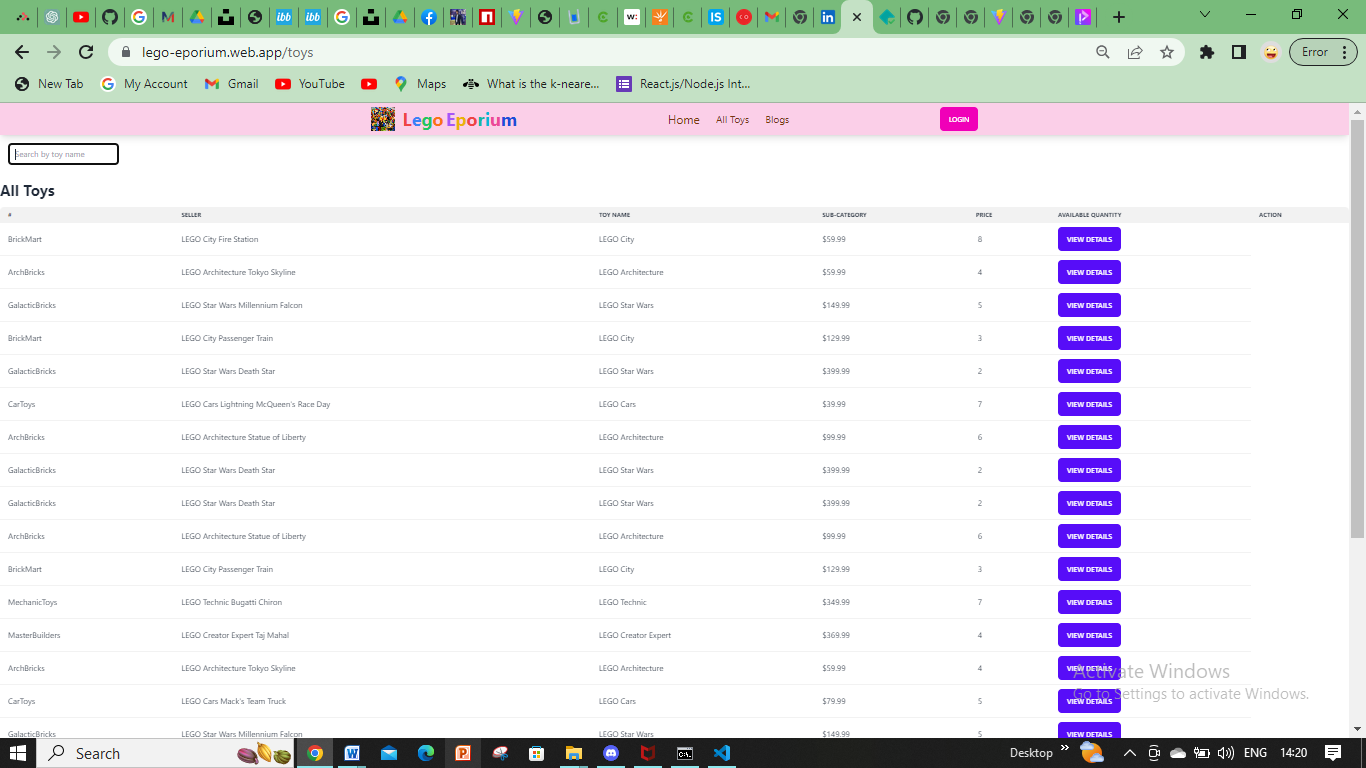 lego-eporium.web.app/toys
Error
New Tab My Account Gmail YouTube Maps What is the k-neare... React.js/Node.js Int...
Lego Eporium Home All Toys Blogs LOGIN
Search by toy name
All Toys
# SELLER TOY NAME SUB-CATEGORY PRICE AVAILABLE QUANTITY ACTION
BrickMart LEGO City Fire Station LEGO City $59.99 8 VIEW DETAILS
ArchBricks LEGO Architecture Tokyo Skyline LEGO Architecture $59.99 4 VIEW DETAILS
GalacticBricks LEGO Star Wars Millennium Falcon LEGO Star Wars $149.99 5 VIEW DETAILS
BrickMart LEGO City Passenger Train LEGO City $129.99 3 VIEW DETAILS
GalacticBricks LEGO Star Wars Death Star LEGO Star Wars $399.99 2 VIEW DETAILS
CarToys LEGO Cars Lightning McQueen's Race Day LEGO Cars $39.99 7 VIEW DETAILS
ArchBricks LEGO Architecture Statue of Liberty LEGO Architecture $99.99 6 VIEW DETAILS
GalacticBricks LEGO Star Wars Death Star LEGO Star Wars $399.99 2 VIEW DETAILS
GalacticBricks LEGO Star Wars Death Star LEGO Star Wars $399.99 2 VIEW DETAILS
ArchBricks LEGO Architecture Statue of Liberty LEGO Architecture $99.99 6 VIEW DETAILS
BrickMart LEGO City Passenger Train LEGO City $129.99 3 VIEW DETAILS
MechanicToys LEGO Technic Bugatti Chiron LEGO Technic $349.99 7 VIEW DETAILS
MasterBuilders LEGO Creator Expert Taj Mahal LEGO Creator Expert $369.99 4 VIEW DETAILS
ArchBricks LEGO Architecture Tokyo Skyline LEGO Architecture $59.99 4 VIEW DETAILS
Activate Windows
CarToys LEGO Cars Mack's Team Truck LEGO Cars $79.99 5 VIEW DETAILS
Go to Settings to activate Windows.
GalacticBricks LEGO Star Wars Millennium Falcon LEGO Star Wars $149.99 5 VIEW DETAILS
Search Desktop ENG 14:20